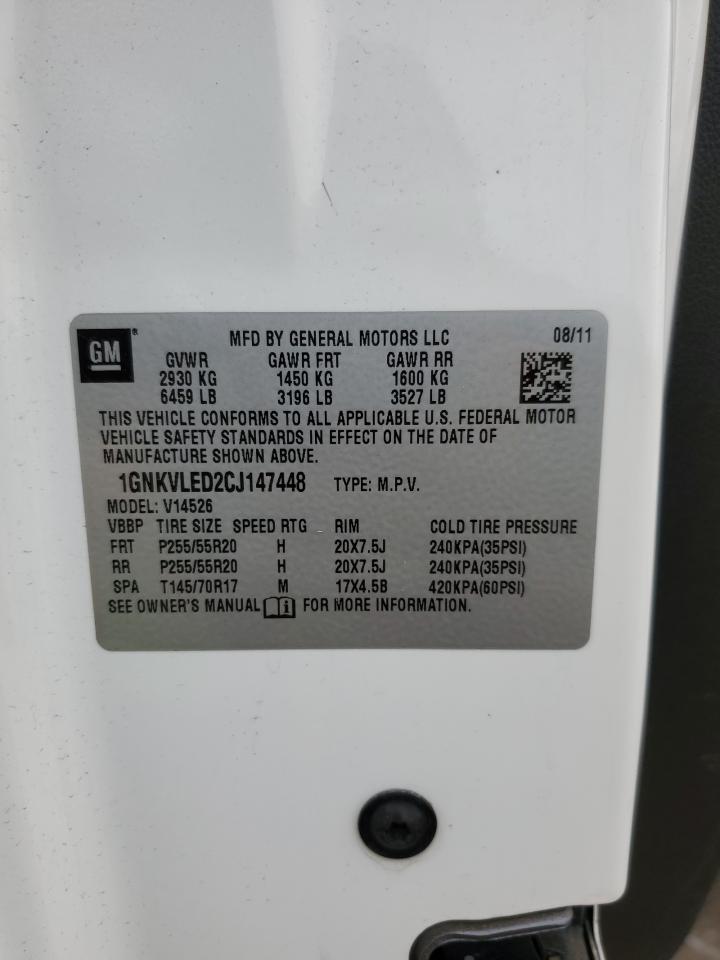 GM®
MFD BY GENERAL MOTORS LLC 08/11
GVWR GAWR FRT GAWR RR
2930 KG 1450 KG 1600 KG
6459 LB 3196 LB 3527 LB
THIS VEHICLE CONFORMS TO ALL APPLICABLE U.S. FEDERAL MOTOR
VEHICLE SAFETY STANDARDS IN EFFECT ON THE DATE OF
MANUFACTURE SHOWN ABOVE.
1GNKVLED2CJ147448 TYPE: M.P.V.
MODEL: V14526
VBBP TIRE SIZE SPEED RTG RIM COLD TIRE PRESSURE
FRT P255/55R20 H 20X7.5J 240KPA(35PSI)
RR P255/55R20 H 20X7.5J 240KPA(35PSI)
SPA T145/70R17 M 17X4.5B 420KPA(60PSI)
SEE OWNER'S MANUAL i FOR MORE INFORMATION.